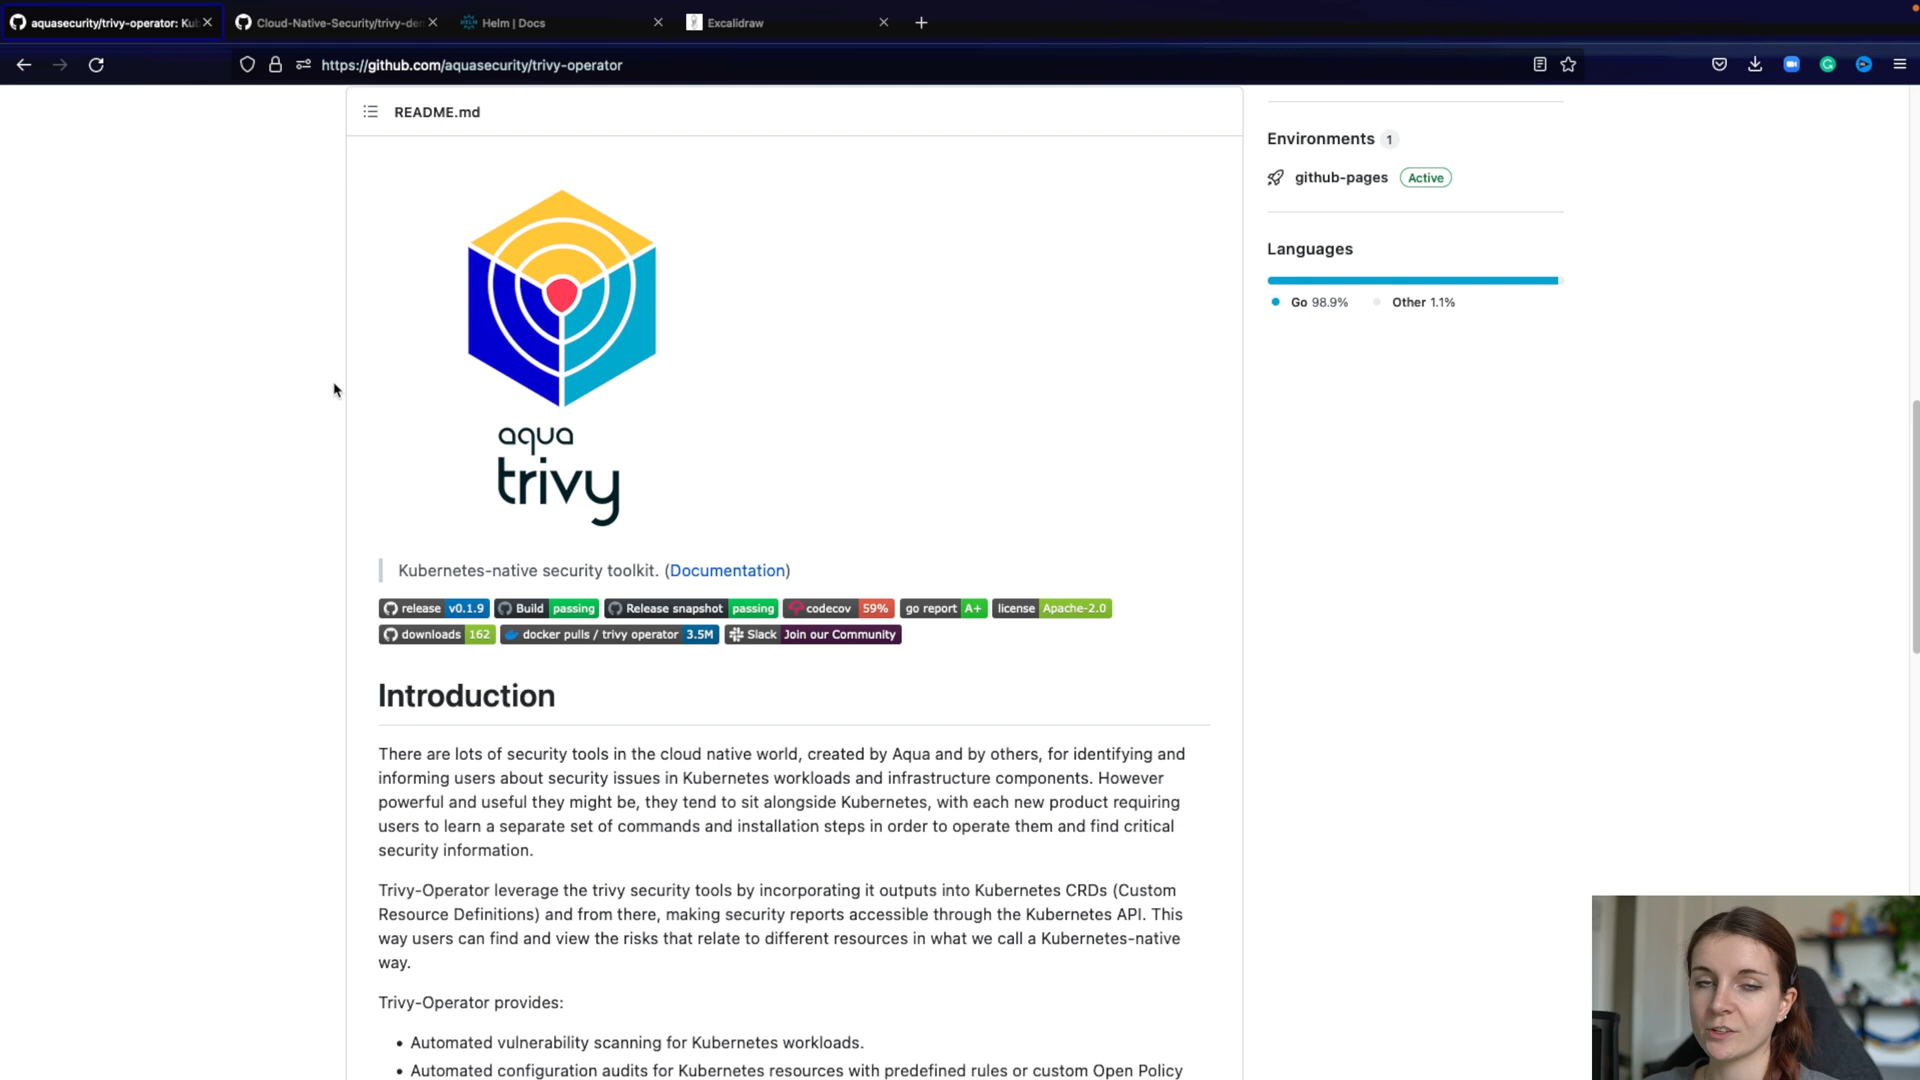 aquasecurity/trivy-operator: Kub
Cloud-Native-Security/trivy-den
Helm | Docs
Excalidraw
https://github.com/aquasecurity/trivy-operator
README.md
aqua
trivy
Kubernetes-native security toolkit. (Documentation)
release v0.1.9 Build passing Release snapshot passing codecov 59% go report A+ license Apache-2.0
downloads 162 docker pulls / trivy operator 3.5M Slack Join our Community
Introduction
There are lots of security tools in the cloud native world, created by Aqua and by others, for identifying and
informing users about security issues in Kubernetes workloads and infrastructure components. However
powerful and useful they might be, they tend to sit alongside Kubernetes, with each new product requiring
users to learn a separate set of commands and installation steps in order to operate them and find critical
security information.
Trivy-Operator leverage the trivy security tools by incorporating it outputs into Kubernetes CRDs (Custom
Resource Definitions) and from there, making security reports accessible through the Kubernetes API. This
way users can find and view the risks that relate to different resources in what we call a Kubernetes-native
way.
Trivy-Operator provides:
• Automated vulnerability scanning for Kubernetes workloads.
• Automated configuration audits for Kubernetes resources with predefined rules or custom Open Policy
Environments 1
github-pages Active
Languages
Go 98.9% Other 1.1%